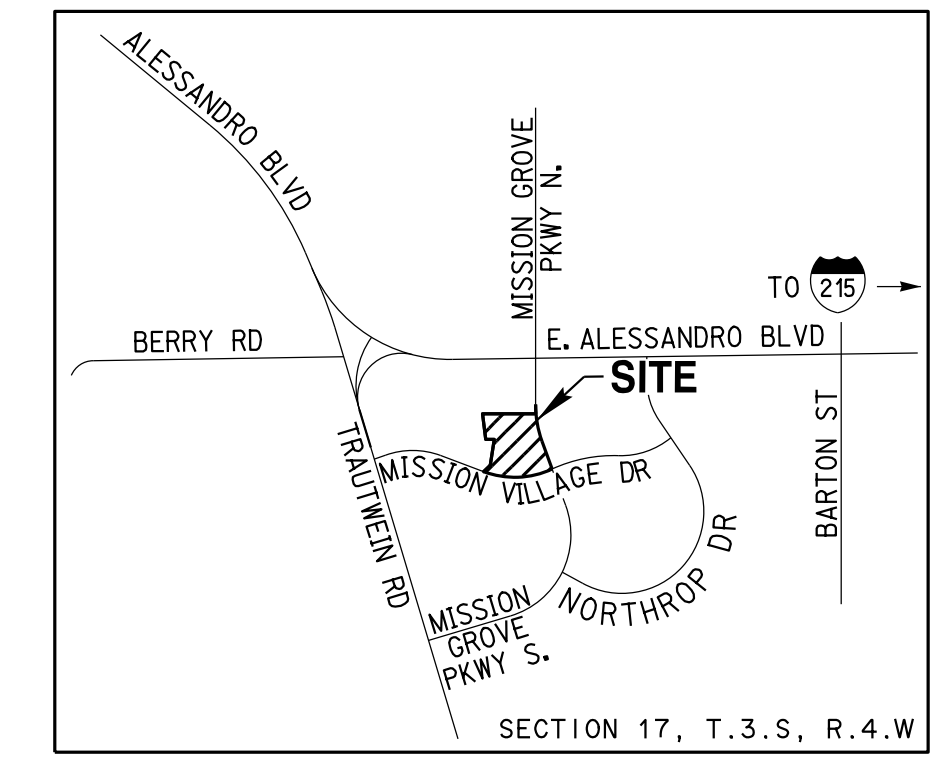 ALESSANDRO BLVD
MISSION GROVE
PKWY N.
TO 215
BERRY RD
E. ALESSANDRO BLVD
SITE
TRAUTWEIN RD
MISSION VILLAGE DR
BARTON ST
NORTHROP DR
MISSION
GROVE
PKWY S.
SECTION 17, T.3.S, R.4.W